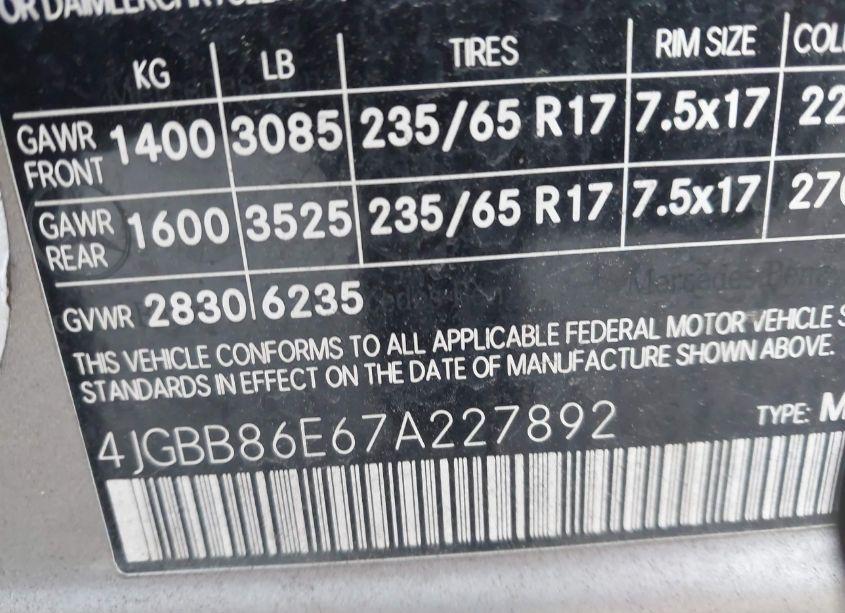 KG LB TIRES RIM SIZE
GAWR FRONT 1400 3085 235/65 R17 7.5x17
GAWR REAR 1600 3525 235/65 R17 7.5x17
GVWR 2830 6235
THIS VEHICLE CONFORMS TO ALL APPLICABLE FEDERAL MOTOR VEHICLE S
STANDARDS IN EFFECT ON THE DATE OF MANUFACTURE SHOWN ABOVE.
4JGBB86E67A227892 TYPE: M